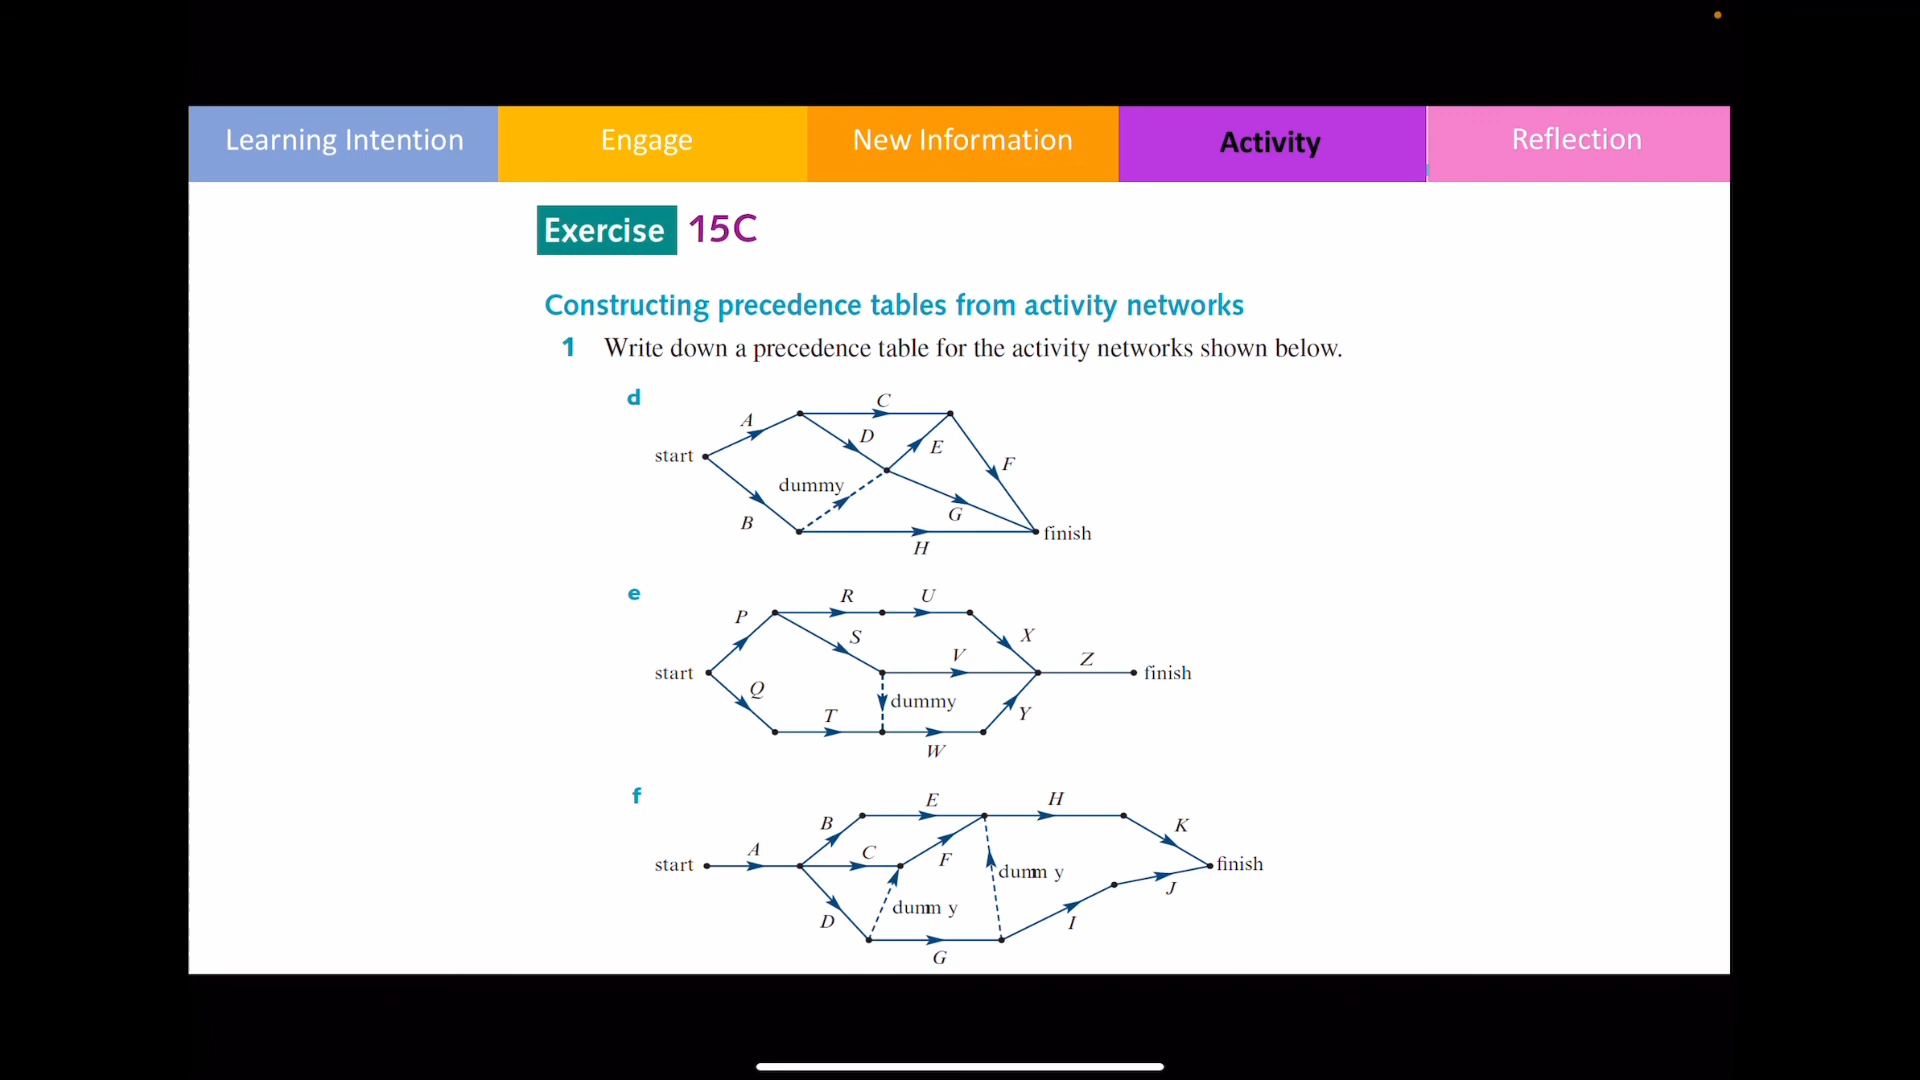 Learning Intention
Engage
New Information
Activity
Reflection
Exercise 15C
Constructing precedence tables from activity networks
1 Write down a precedence table for the activity networks shown below.
d
C
A
D
E
start
F
dummy
B
G
finish
H
e
R
U
P
S
X
V
Z
start
finish
Q
dummy
T
Y
W
f
E
H
B
K
A
C
F
start
finish
dumm y
J
D
dumm y
I
G